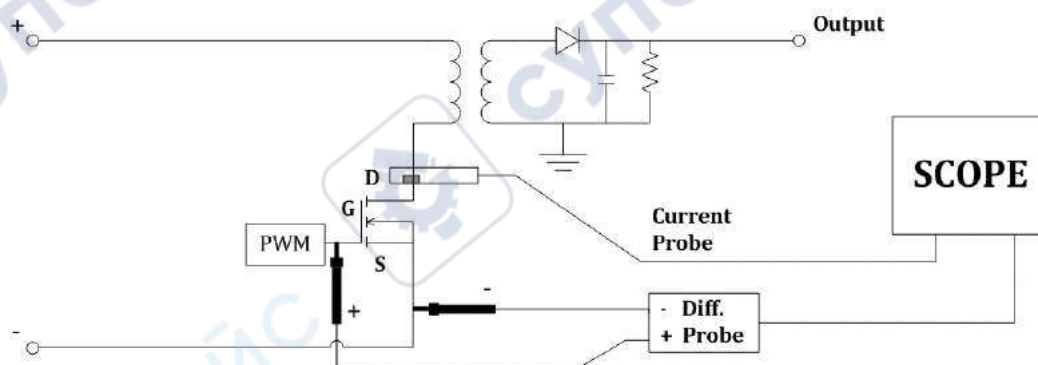 +
Output
D
SCOPE
G
Current
Probe
PWM
S
-
+
- Diff.
+ Probe
-